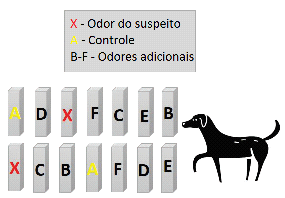 X - Odor do suspeito
A - Controle
B-F - Odores adicionais
A D X F C E B
X C B A F D E